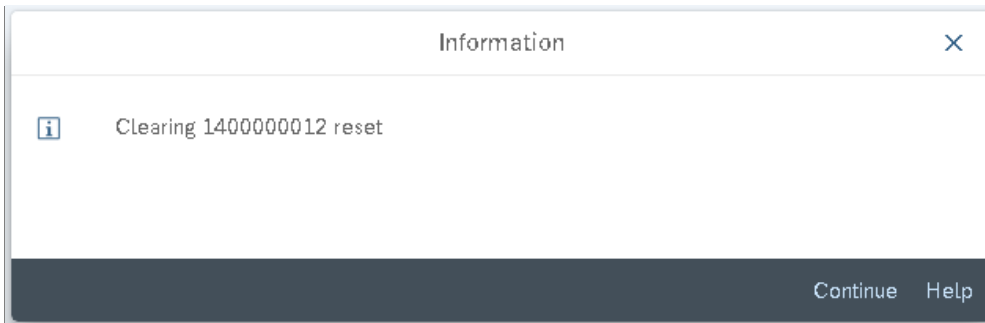 Information
Clearing 1400000012 reset
Continue Help